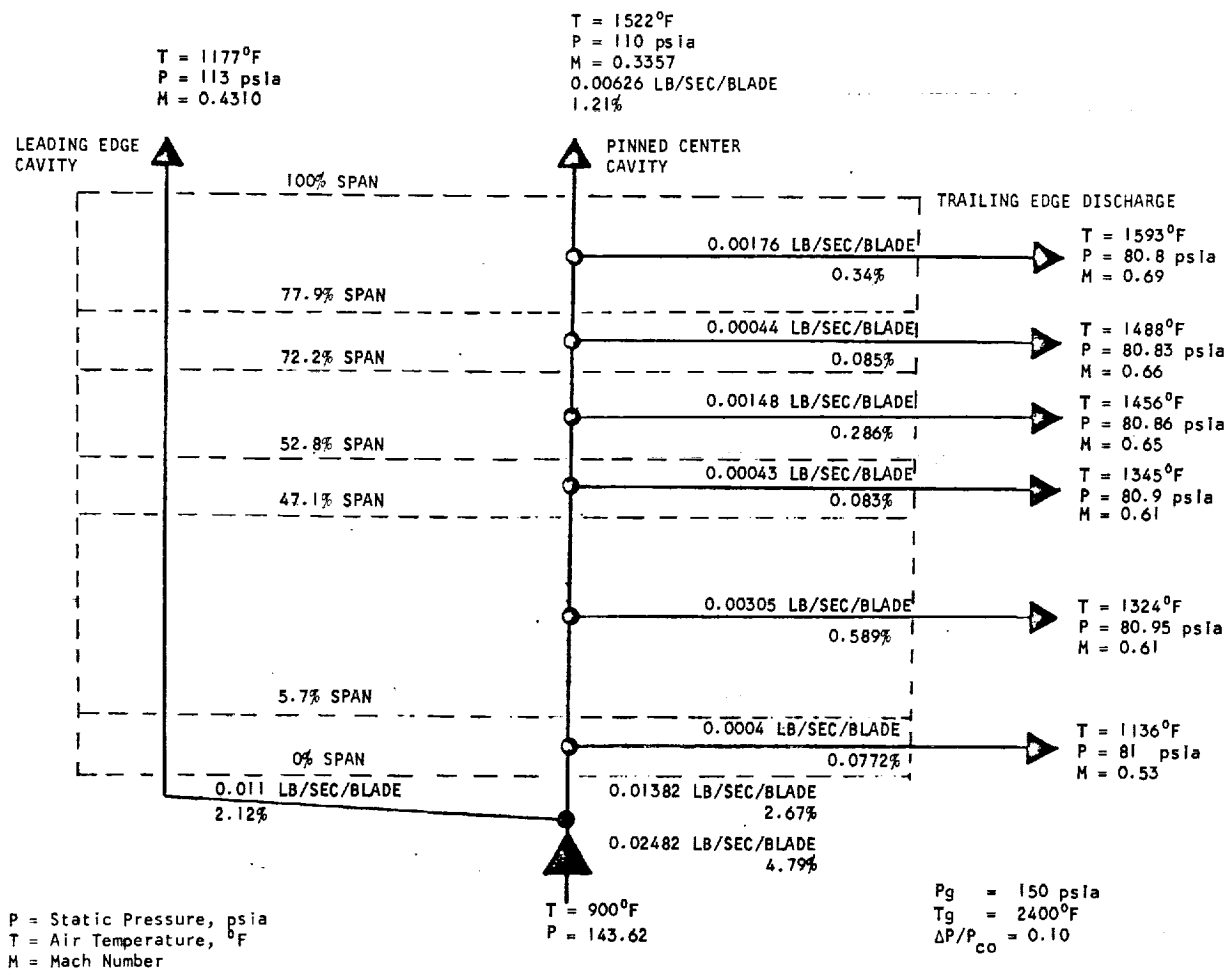 T = 1522°F
P = 110 psia
M = 0.3357
0.00626 LB/SEC/BLADE
1.21%
T = 1177°F
P = 113 psia
M = 0.4310
LEADING EDGE
CAVITY
PINNED CENTER
CAVITY
100% SPAN
TRAILING EDGE DISCHARGE
0.00176 LB/SEC/BLADE
0.34%
T = 1593°F
P = 80.8 psia
M = 0.69
77.9% SPAN
0.00044 LB/SEC/BLADE
0.085%
T = 1488°F
P = 80.83 psia
M = 0.66
72.2% SPAN
0.00148 LB/SEC/BLADE
0.286%
T = 1456°F
P = 80.86 psia
M = 0.65
52.8% SPAN
0.00043 LB/SEC/BLADE
0.083%
T = 1345°F
P = 80.9 psia
M = 0.61
47.1% SPAN
0.00305 LB/SEC/BLADE
0.589%
T = 1324°F
P = 80.95 psia
M = 0.61
5.7% SPAN
0.0004 LB/SEC/BLADE
0.0772%
T = 1136°F
P = 81 psia
M = 0.53
0% SPAN
0.011 LB/SEC/BLADE
2.12%
0.01382 LB/SEC/BLADE
2.67%
0.02482 LB/SEC/BLADE
4.79%
T = 900°F
P = 143.62
Pg = 150 psia
Tg = 2400°F
ΔP/Pco = 0.10
P = Static Pressure, psia
T = Air Temperature, °F
M = Mach Number